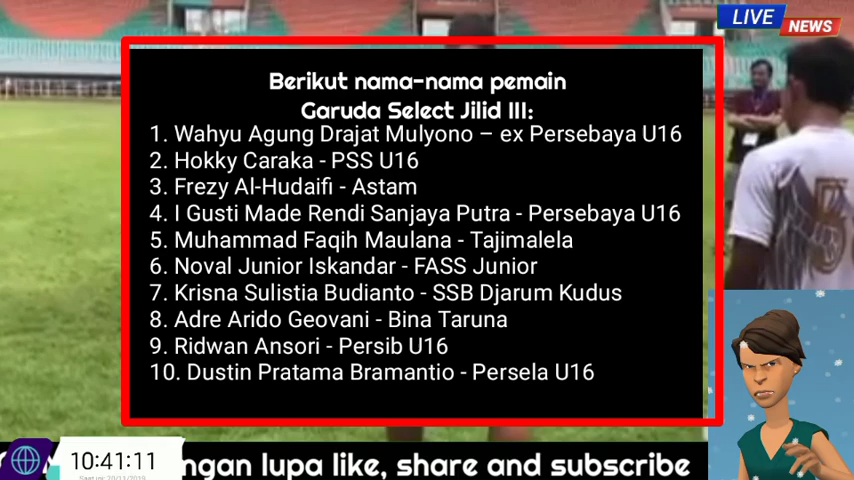 LIVE
NEWS
Berikut nama-nama pemain
Garuda Select Jilid III:
1. Wahyu Agung Drajat Mulyono – ex Persebaya U16
2. Hokky Caraka - PSS U16
3. Frezy Al-Hudaifi - Astam
4. I Gusti Made Rendi Sanjaya Putra - Persebaya U16
5. Muhammad Faqih Maulana - Tajimalela
6. Noval Junior Iskandar - FASS Junior
7. Krisna Sulistia Budianto - SSB Djarum Kudus
8. Adre Arido Geovani - Bina Taruna
9. Ridwan Ansori - Persib U16
10. Dustin Pratama Bramantio - Persela U16
10:41:11
ngan lupa like, share and subscribe